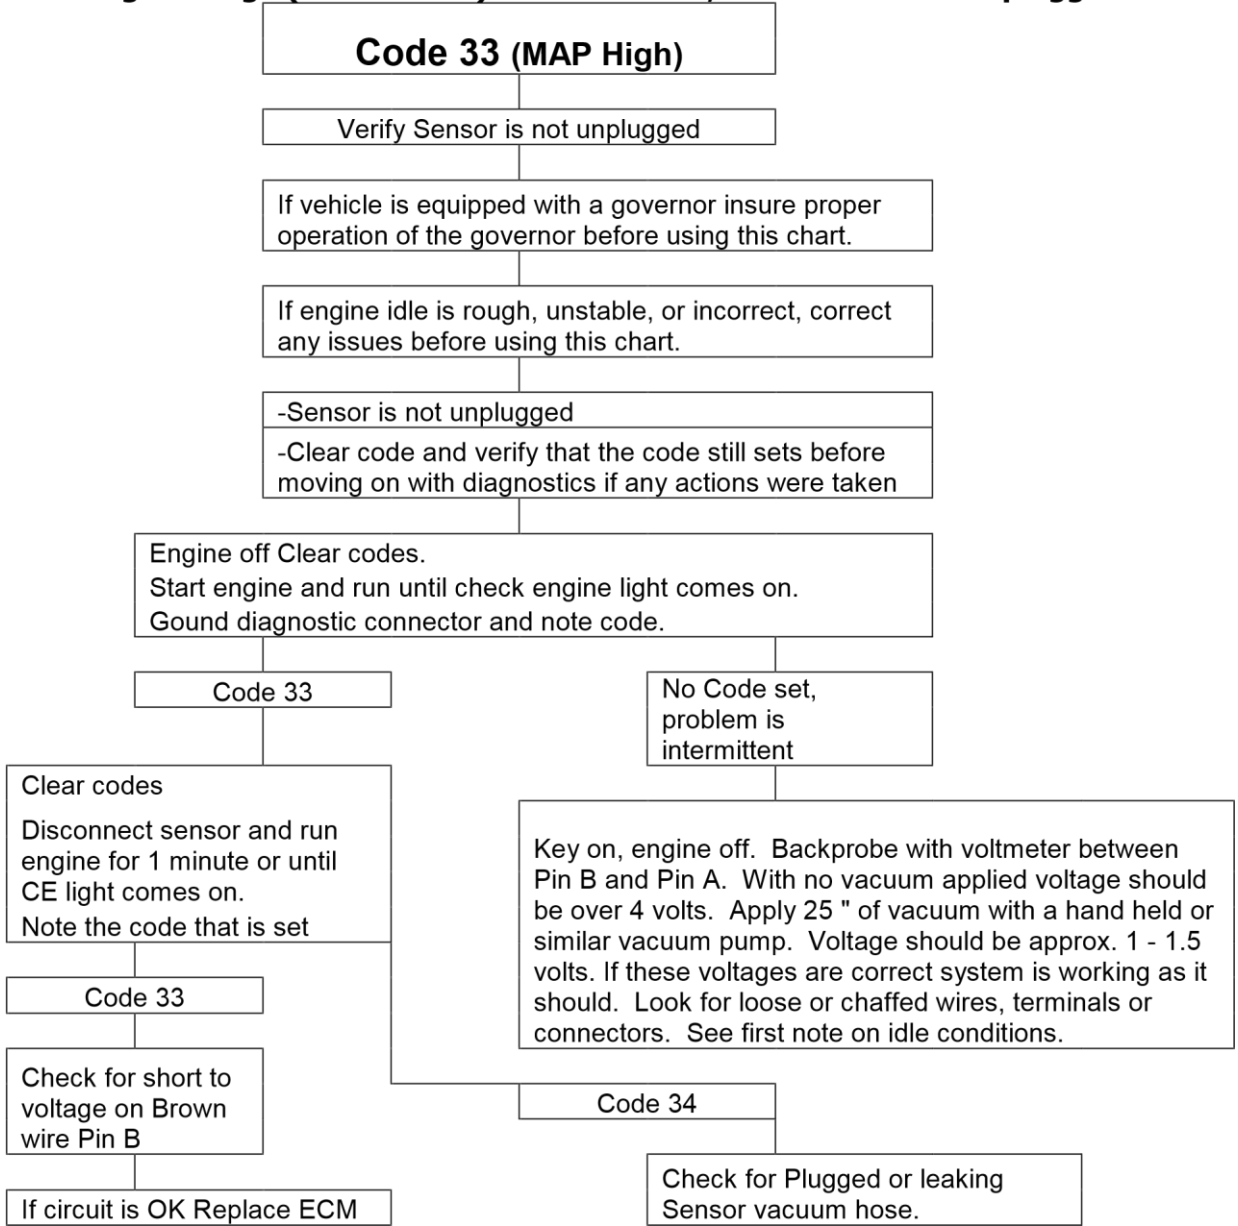 Code 33 (MAP High)
Verify Sensor is not unplugged
If vehicle is equipped with a governor insure proper
operation of the governor before using this chart.
If engine idle is rough, unstable, or incorrect, correct
any issues before using this chart.
-Sensor is not unplugged
-Clear code and verify that the code still sets before
moving on with diagnostics if any actions were taken
Engine off Clear codes.
Start engine and run until check engine light comes on.
Gound diagnostic connector and note code.
Code 33
No Code set,
problem is
intermittent
Clear codes
Disconnect sensor and run
engine for 1 minute or until
CE light comes on.
Note the code that is set
Key on, engine off.  Backprobe with voltmeter between
Pin B and Pin A.  With no vacuum applied voltage should
be over 4 volts.  Apply 25 " of vacuum with a hand held or
similar vacuum pump.  Voltage should be approx. 1 - 1.5
volts. If these voltages are correct system is working as it
should.  Look for loose or chaffed wires, terminals or
connectors.  See first note on idle conditions.
Code 33
Check for short to
voltage on Brown
wire Pin B
If circuit is OK Replace ECM
Code 34
Check for Plugged or leaking
Sensor vacuum hose.